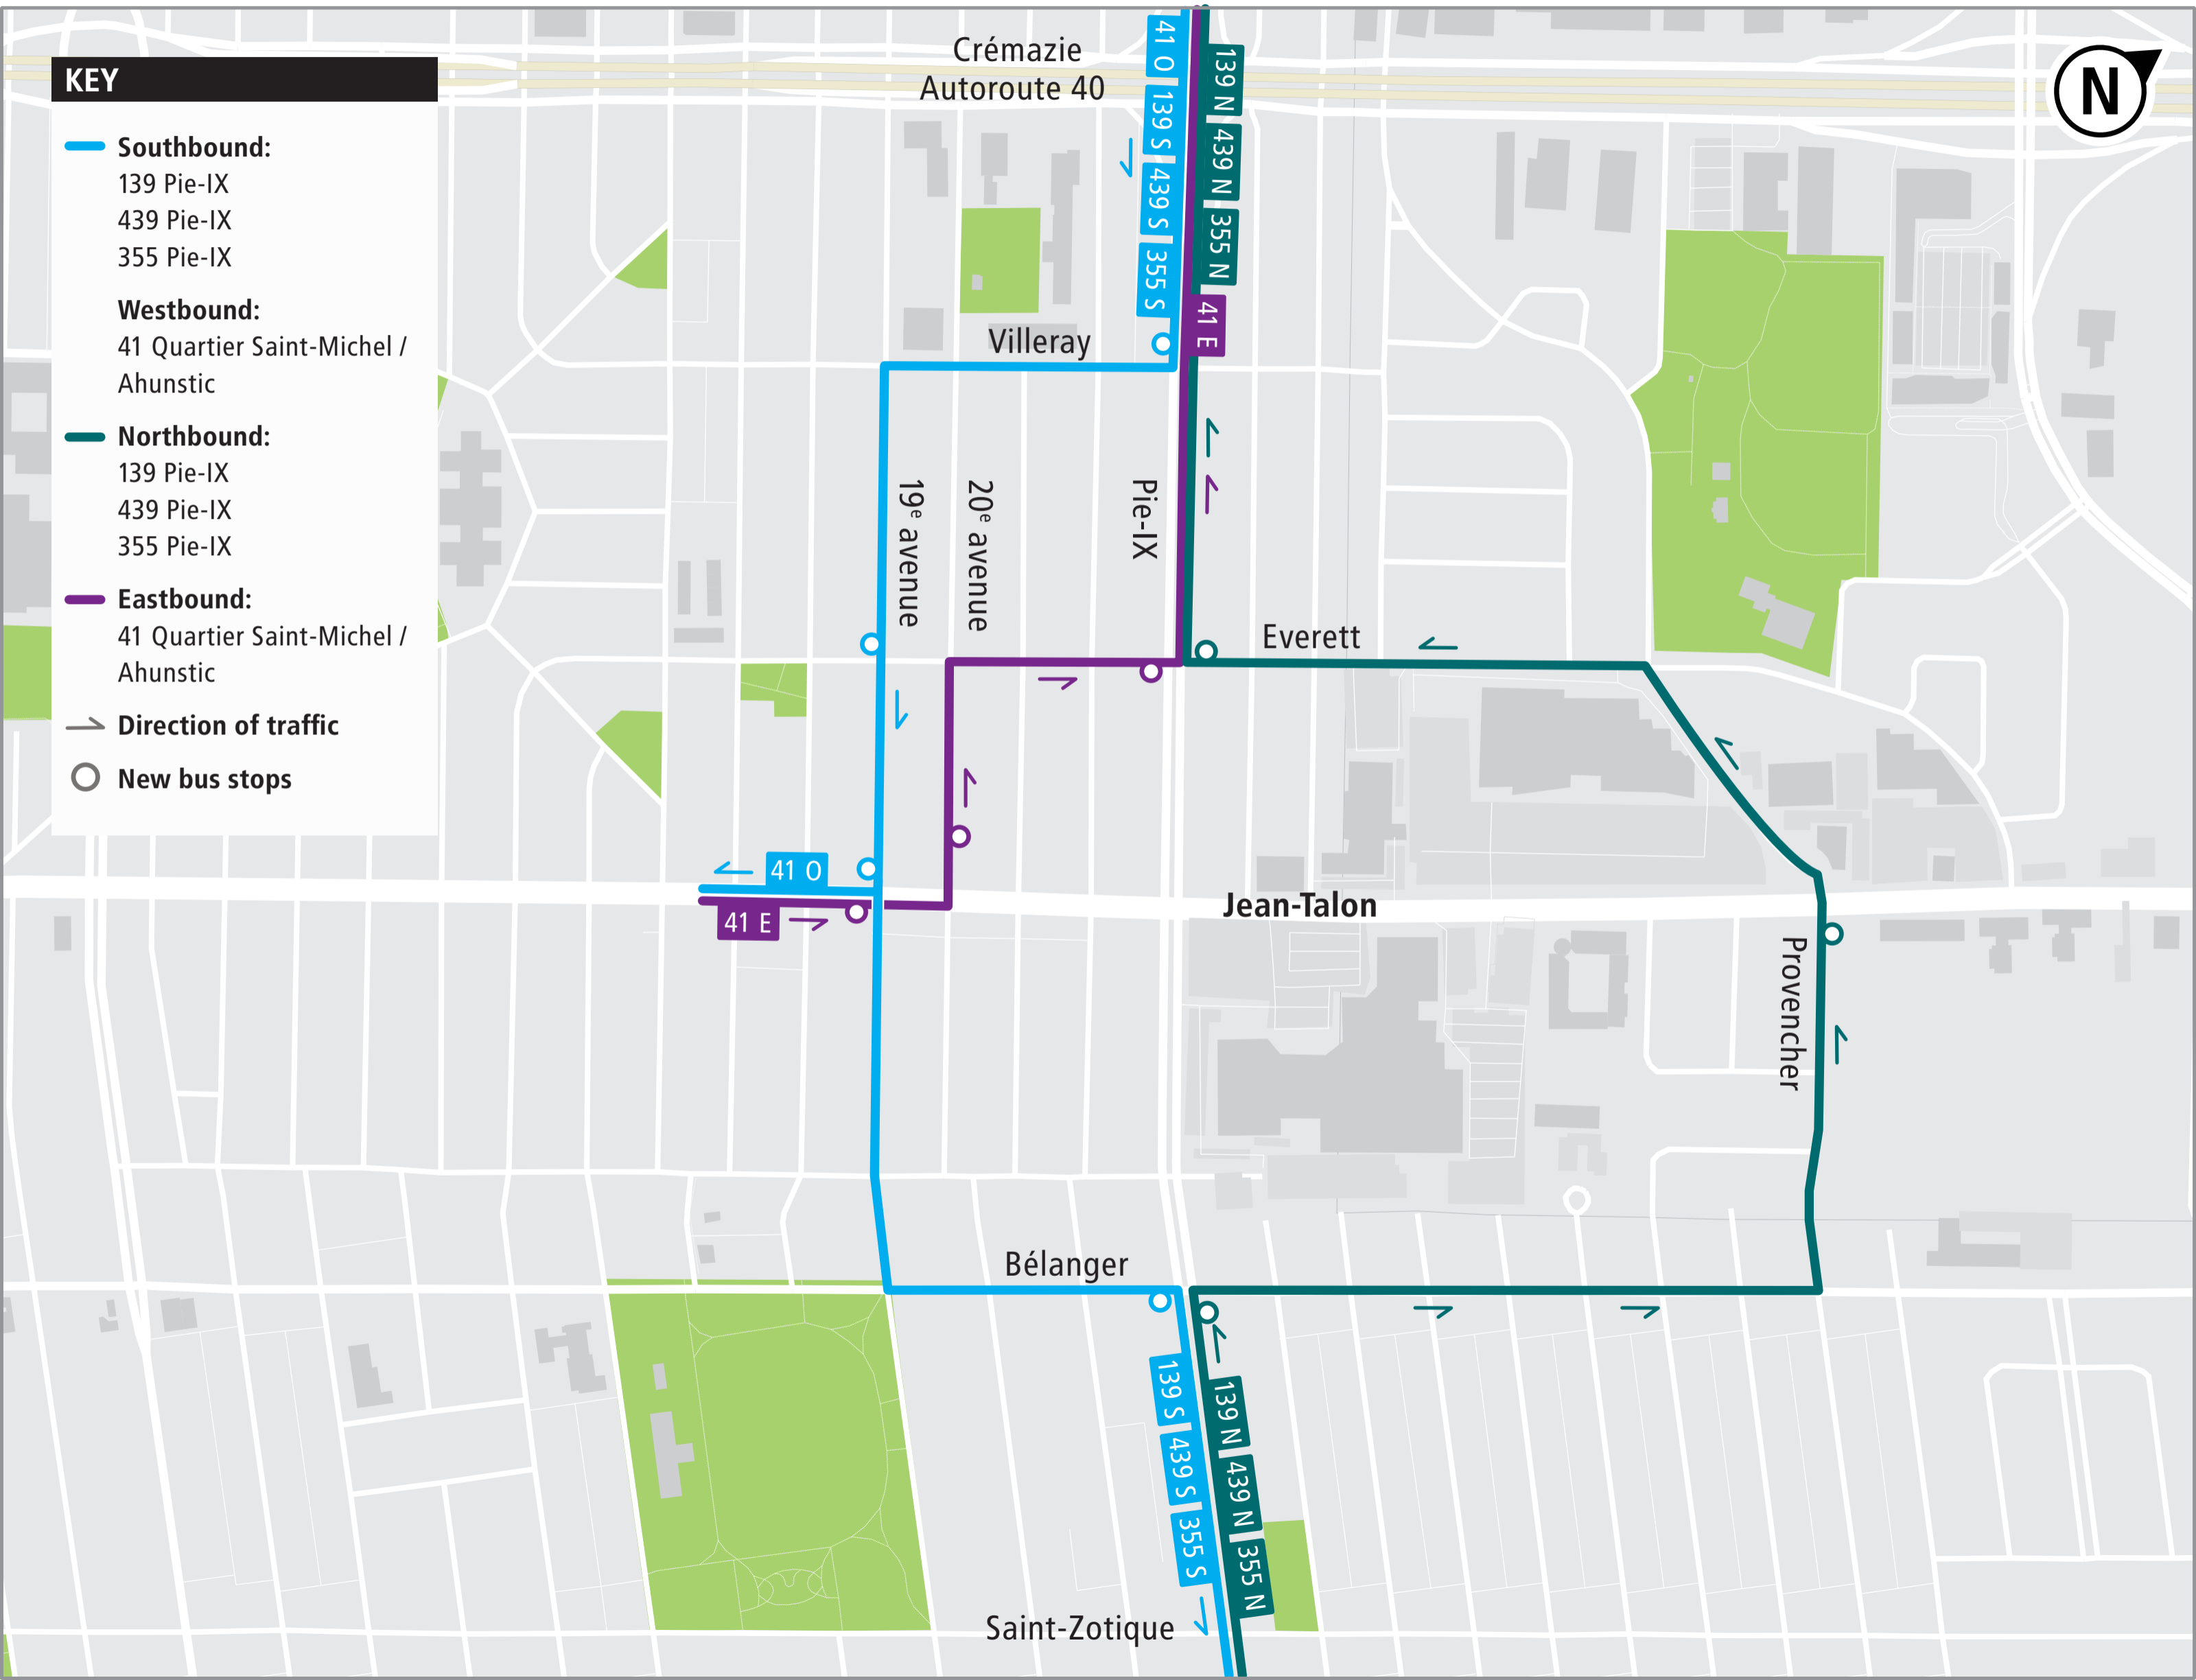 KEY
Southbound:
139 Pie-IX
439 Pie-IX
355 Pie-IX
Westbound:
41 Quartier Saint-Michel /
Ahunstic
Northbound:
139 Pie-IX
439 Pie-IX
355 Pie-IX
Eastbound:
41 Quartier Saint-Michel /
Ahunstic
Direction of traffic
New bus stops
Crémazie
Autoroute 40
N
41 O
139 S
439 S
355 S
139 N
439 N
355 N
41 E
Villeray
19e avenue
20e avenue
Pie-IX
Everett
41 O
41 E
Jean-Talon
Provencher
Bélanger
139 S
439 S
355 S
139 N
439 N
355 N
Saint-Zotique